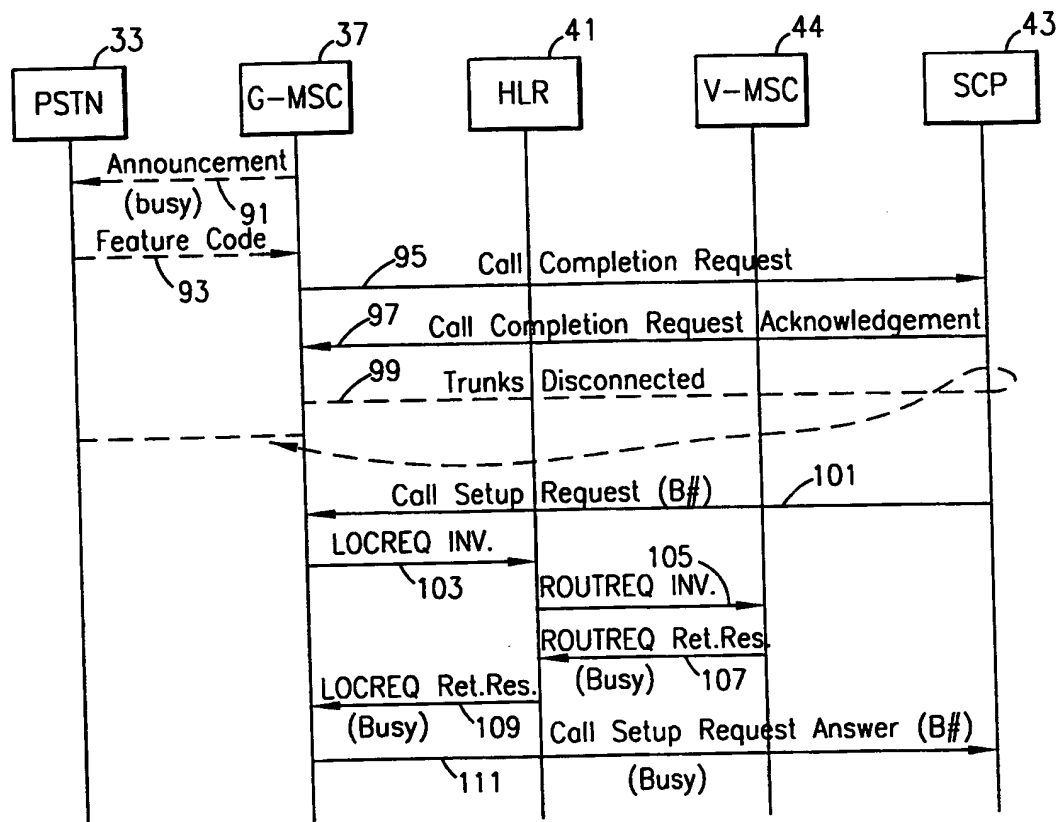 33
37
41
44
43
PSTN
G-MSC
HLR
V-MSC
SCP
Announcement
(busy)
91
Feature Code
93
95
Call Completion Request
97
Call Completion Request Acknowledgement
99
Trunks Disconnected
Call Setup Request (B#)
101
LOCREQ INV.
103
105
ROUTREQ INV.
ROUTREQ Ret.Res.
(Busy)
107
LOCREQ Ret.Res.
(Busy)
109
Call Setup Request Answer (B#)
111
(Busy)